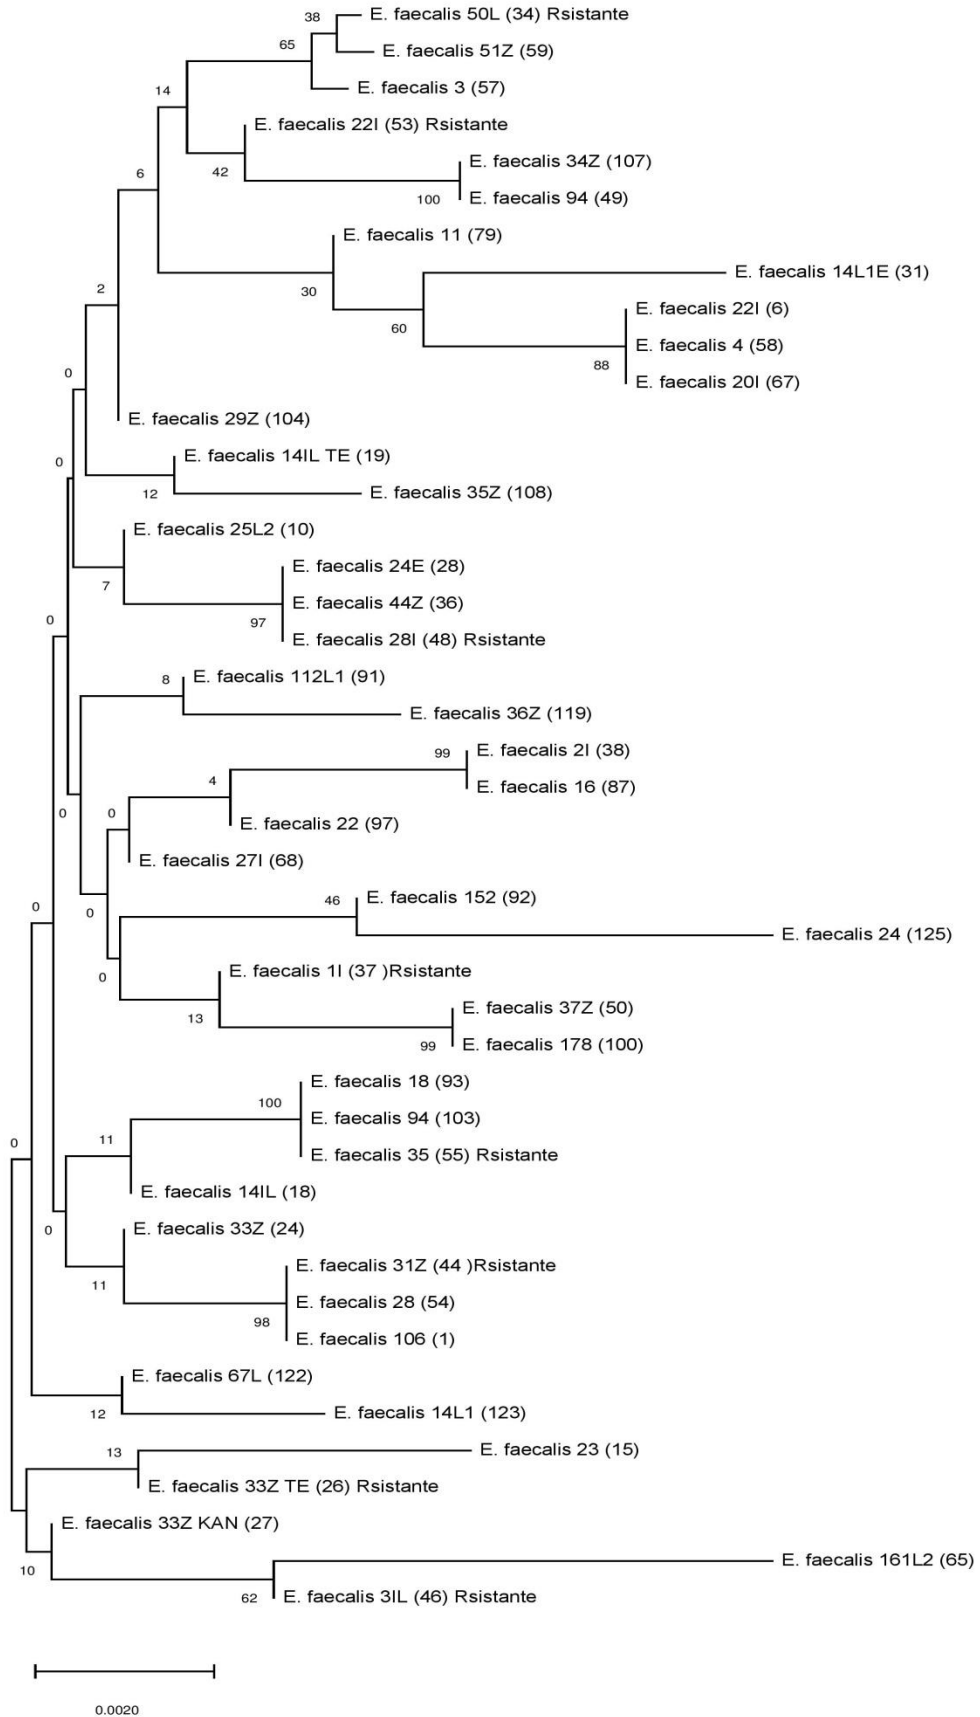 38
E. faecalis 50L (34) Rsistante
65
E. faecalis 51Z (59)
E. faecalis 3 (57)
14
E. faecalis 22I (53) Rsistante
E. faecalis 34Z (107)
6
42
100
E. faecalis 94 (49)
E. faecalis 11 (79)
E. faecalis 14L1E (31)
2
30
E. faecalis 22I (6)
60
E. faecalis 4 (58)
88
0
E. faecalis 20I (67)
E. faecalis 29Z (104)
E. faecalis 14IL TE (19)
0
12
E. faecalis 35Z (108)
E. faecalis 25L2 (10)
E. faecalis 24E (28)
7
E. faecalis 44Z (36)
0
97
E. faecalis 28I (48) Rsistante
8
E. faecalis 112L1 (91)
E. faecalis 36Z (119)
99
E. faecalis 2I (38)
4
E. faecalis 16 (87)
0
0
E. faecalis 22 (97)
E. faecalis 27I (68)
46
E. faecalis 152 (92)
0
0
E. faecalis 24 (125)
0
E. faecalis 1I (37 )Rsistante
13
E. faecalis 37Z (50)
99
E. faecalis 178 (100)
E. faecalis 18 (93)
100
E. faecalis 94 (103)
0
11
E. faecalis 35 (55) Rsistante
E. faecalis 14IL (18)
0
E. faecalis 33Z (24)
11
E. faecalis 31Z (44 )Rsistante
E. faecalis 28 (54)
98
E. faecalis 106 (1)
E. faecalis 67L (122)
12
E. faecalis 14L1 (123)
13
E. faecalis 23 (15)
E. faecalis 33Z TE (26) Rsistante
E. faecalis 33Z KAN (27)
10
E. faecalis 161L2 (65)
62
E. faecalis 3IL (46) Rsistante
0.0020